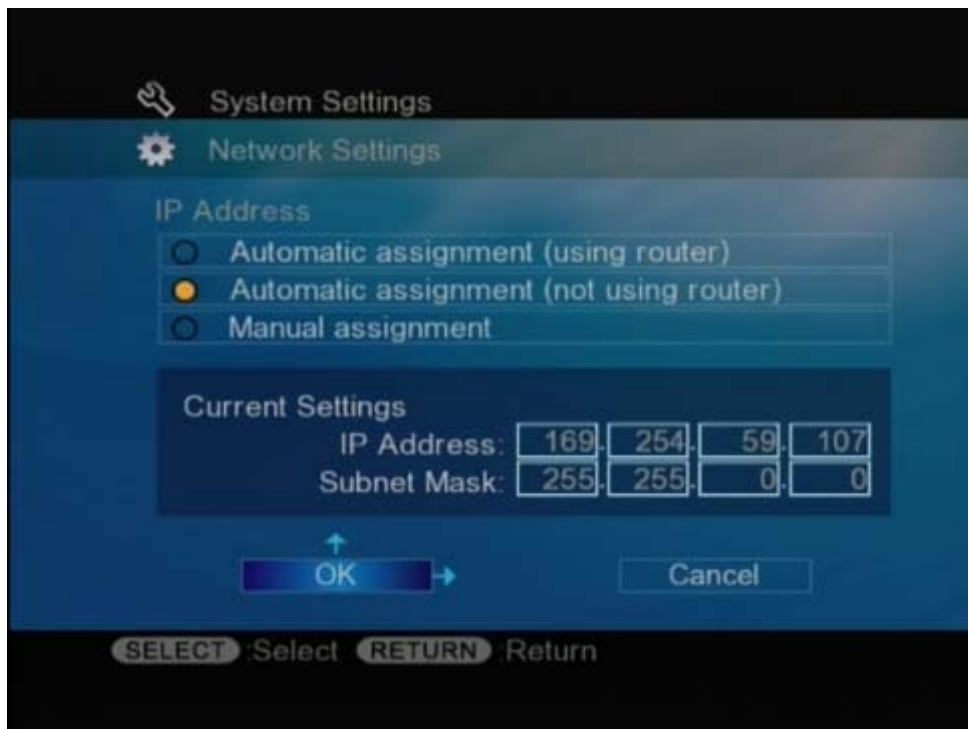 System Settings
Network Settings
IP Address
Automatic assignment (using router)
Automatic assignment (not using router)
Manual assignment
Current Settings
IP Address: 169. 254. 59. 107
Subnet Mask: 255. 255. 0. 0
OK Cancel
SELECT :Select RETURN :Return